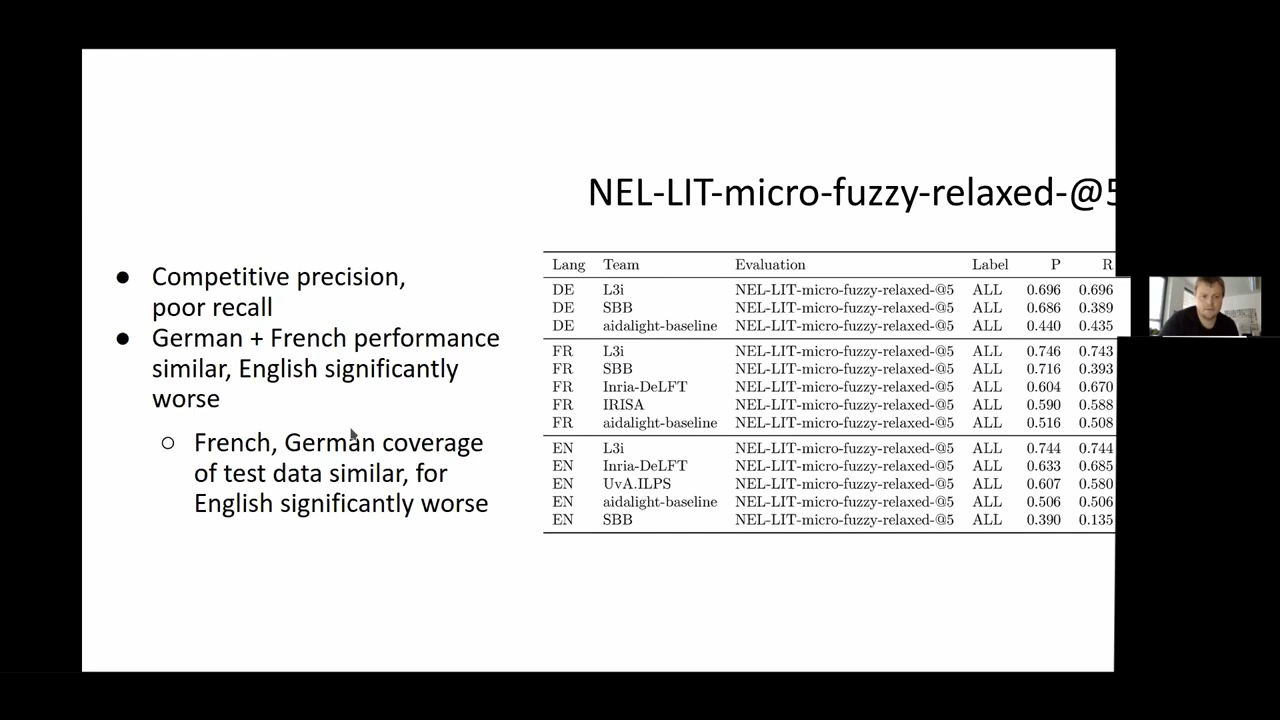 NEL-LIT-micro-fuzzy-relaxed-@5
● Competitive precision,
poor recall
● German + French performance
similar, English significantly
worse
○ French, German coverage
of test data similar, for
English significantly worse
Lang Team Evaluation Label P R
DE L3i NEL-LIT-micro-fuzzy-relaxed-@5 ALL 0.696 0.696
DE SBB NEL-LIT-micro-fuzzy-relaxed-@5 ALL 0.686 0.389
DE aidalight-baseline NEL-LIT-micro-fuzzy-relaxed-@5 ALL 0.440 0.435
FR L3i NEL-LIT-micro-fuzzy-relaxed-@5 ALL 0.746 0.743
FR SBB NEL-LIT-micro-fuzzy-relaxed-@5 ALL 0.716 0.393
FR Inria-DeLFT NEL-LIT-micro-fuzzy-relaxed-@5 ALL 0.604 0.670
FR IRISA NEL-LIT-micro-fuzzy-relaxed-@5 ALL 0.590 0.588
FR aidalight-baseline NEL-LIT-micro-fuzzy-relaxed-@5 ALL 0.516 0.508
EN L3i NEL-LIT-micro-fuzzy-relaxed-@5 ALL 0.744 0.744
EN Inria-DeLFT NEL-LIT-micro-fuzzy-relaxed-@5 ALL 0.633 0.685
EN UvA.ILPS NEL-LIT-micro-fuzzy-relaxed-@5 ALL 0.607 0.580
EN aidalight-baseline NEL-LIT-micro-fuzzy-relaxed-@5 ALL 0.506 0.506
EN SBB NEL-LIT-micro-fuzzy-relaxed-@5 ALL 0.390 0.135